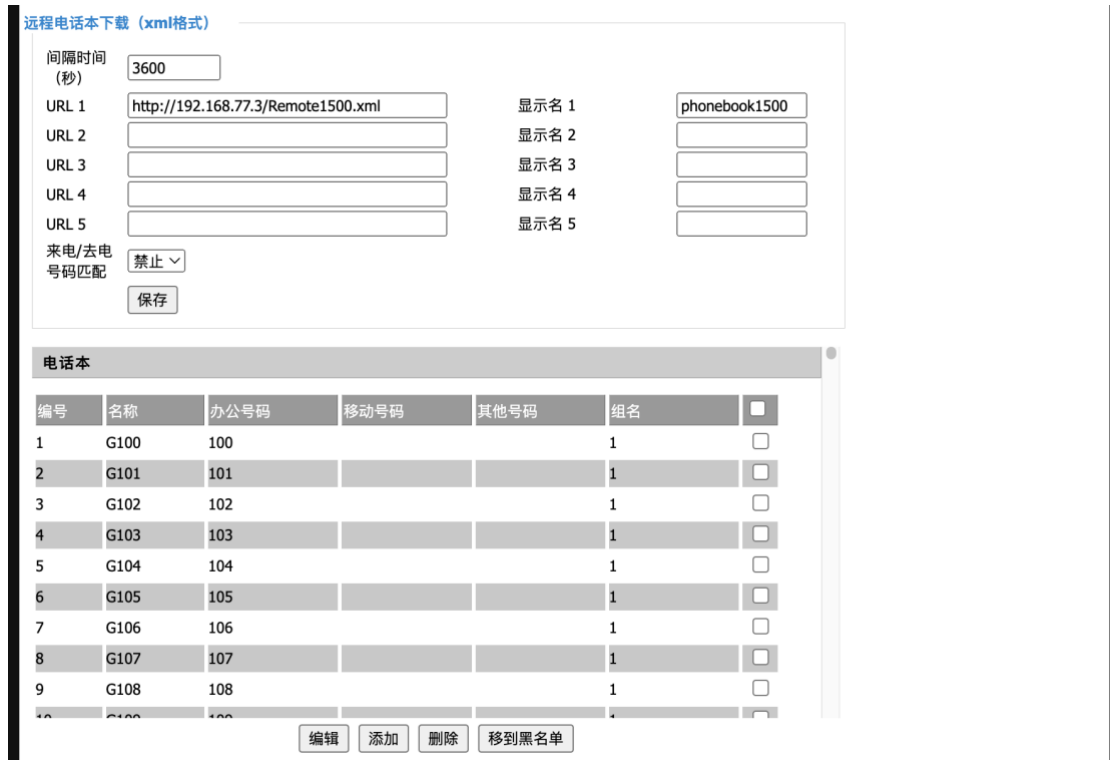 远程电话本下载（xml格式）
间隔时间（秒） 3600
URL 1 http://192.168.77.3/Remote1500.xml 显示名 1 phonebook1500
URL 2 显示名 2
URL 3 显示名 3
URL 4 显示名 4
URL 5 显示名 5
来电/去电号码匹配 禁止
保存
电话本
编号 名称 办公号码 移动号码 其他号码 组名
1 G100 100 1
2 G101 101 1
3 G102 102 1
4 G103 103 1
5 G104 104 1
6 G105 105 1
7 G106 106 1
8 G107 107 1
9 G108 108 1
编辑 添加 删除 移到黑名单